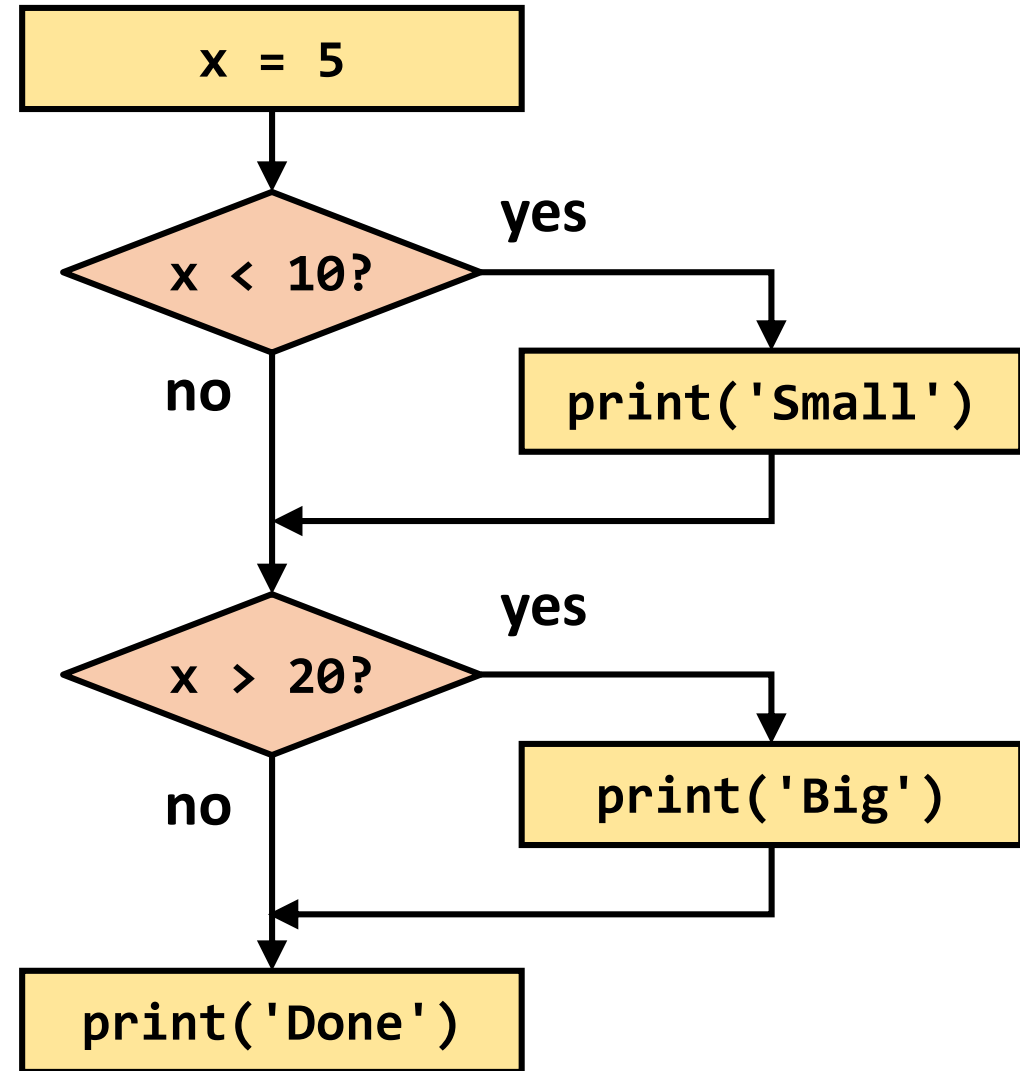 x = 5
yes
x < 10?
no
print('Small')
yes
x > 20?
no
print('Big')
print('Done')